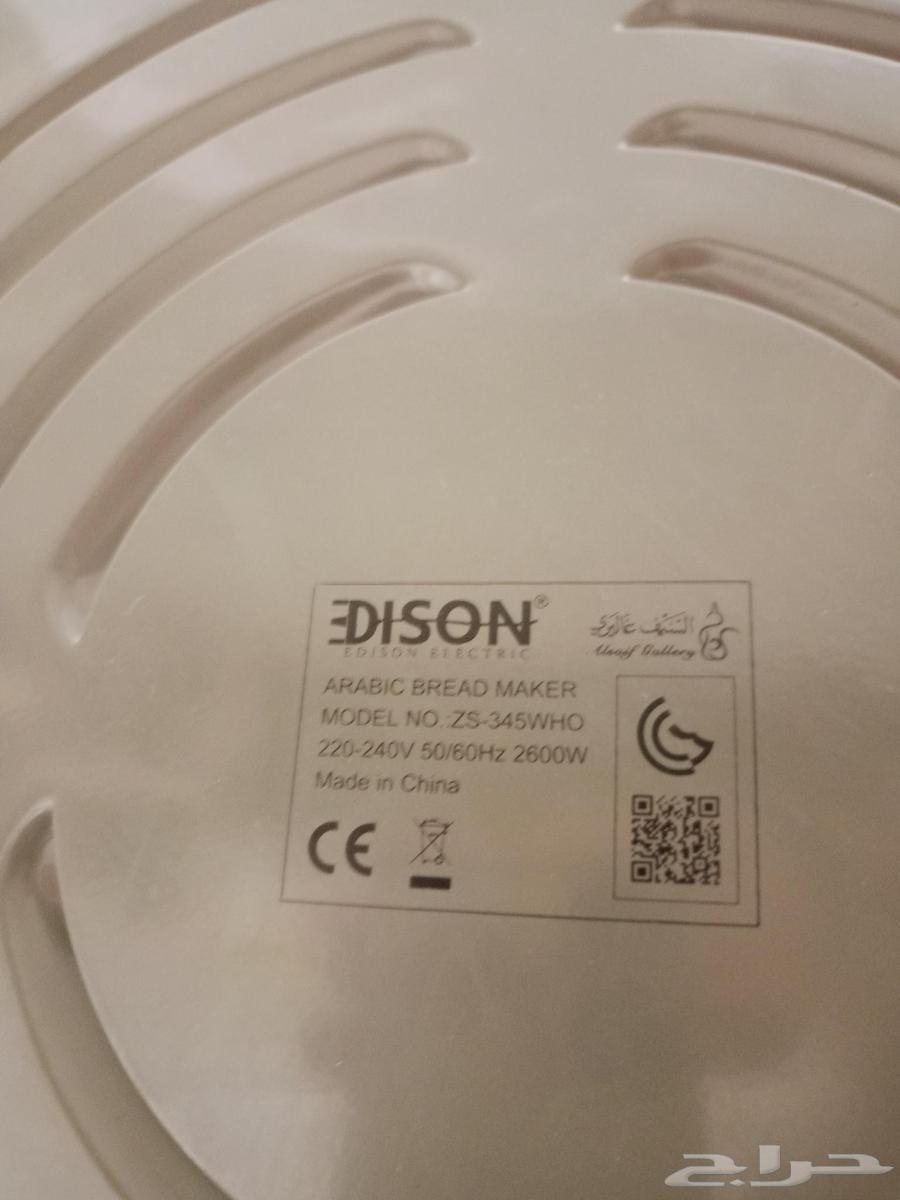 EDISON®
EDISON ELECTRIC
السيف غاليري
Alsaif Gallery
ARABIC BREAD MAKER
MODEL NO.:ZS-345WHO
220-240V 50/60Hz 2600W
Made in China
CE
حراج